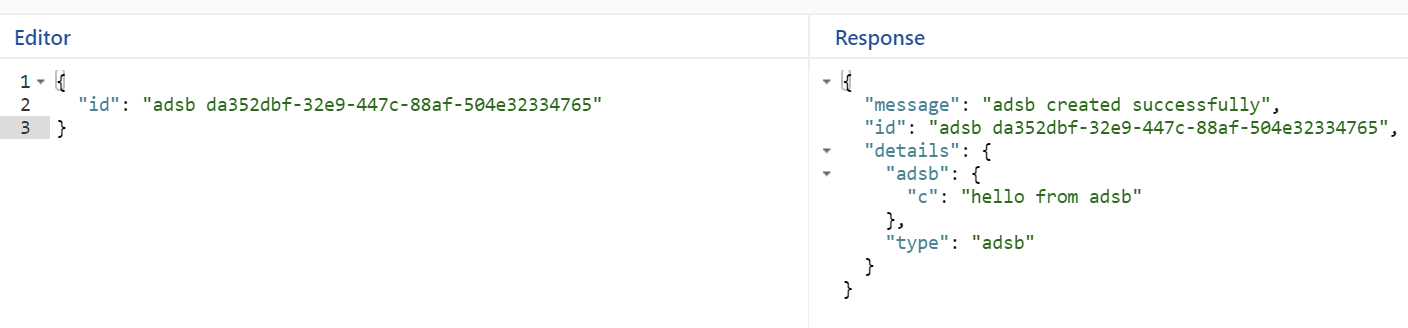 Editor
1 {
2 "id": "adsb da352dbf-32e9-447c-88af-504e32334765"
3 }
Response
{
"message": "adsb created successfully",
"id": "adsb da352dbf-32e9-447c-88af-504e32334765",
"details": {
"adsb": {
"c": "hello from adsb"
},
"type": "adsb"
}
}